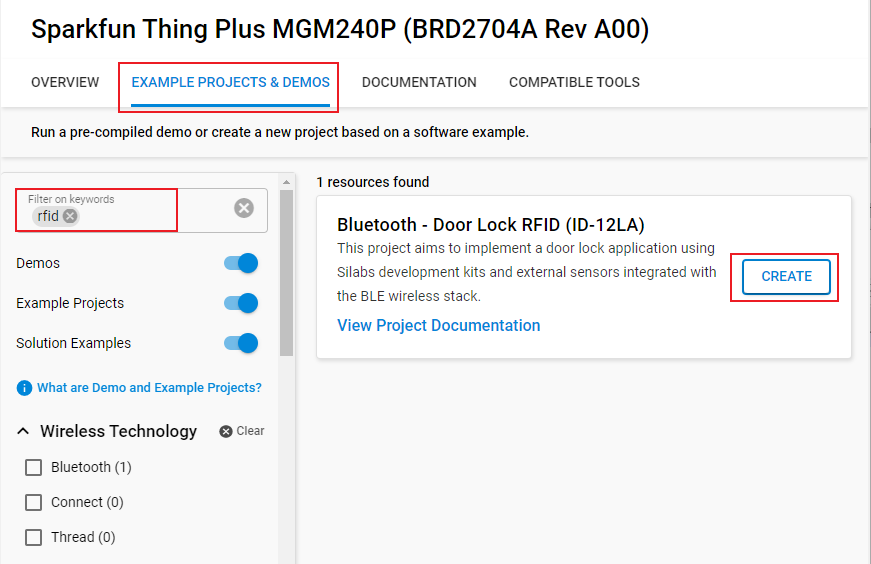 Sparkfun Thing Plus MGM240P (BRD2704A Rev A00)
OVERVIEW EXAMPLE PROJECTS & DEMOS DOCUMENTATION COMPATIBLE TOOLS
Run a pre-compiled demo or create a new project based on a software example.
Filter on keywords
rfid
Demos
Example Projects
Solution Examples
What are Demo and Example Projects?
Wireless Technology Clear
Bluetooth (1)
Connect (0)
Thread (0)
1 resources found
Bluetooth - Door Lock RFID (ID-12LA)
This project aims to implement a door lock application using
Silabs development kits and external sensors integrated with
the BLE wireless stack.
View Project Documentation
CREATE